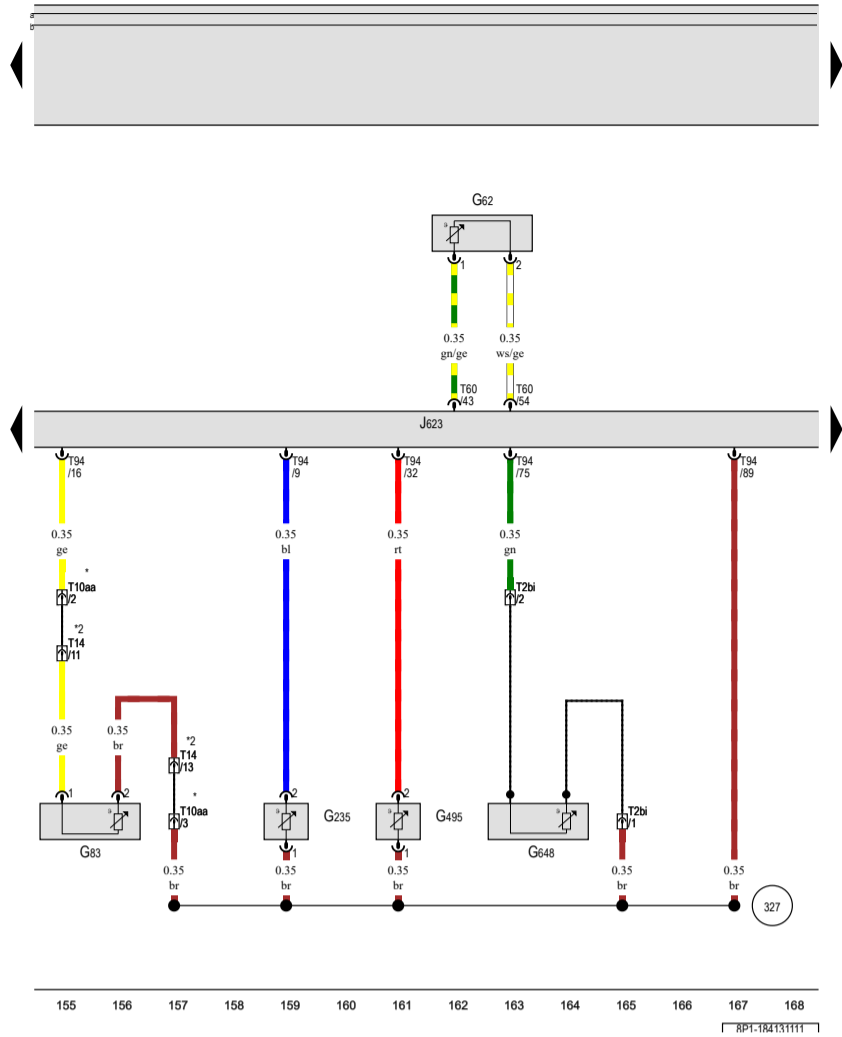 a
b
G62
1 2
0.35 0.35
gn/ge ws/ge
T60 T60
/43 /54
J623
T94 T94 T94 T94 T94
/16 /9 /32 /75 /89
0.35 0.35 0.35 0.35
ge bl rt gn
*
T10aa T2bi
/2 /2
*2
T14
/11
0.35 0.35
ge br
*2
T14
/13
*
1 2 2 2
T10aa T2bi
/3 /1
G235 G495
G83 1 1 G648
0.35 0.35 0.35 0.35 0.35
br br br br br
327
155 156 157 158 159 160 161 162 163 164 165 166 167 168
8P1-184131111